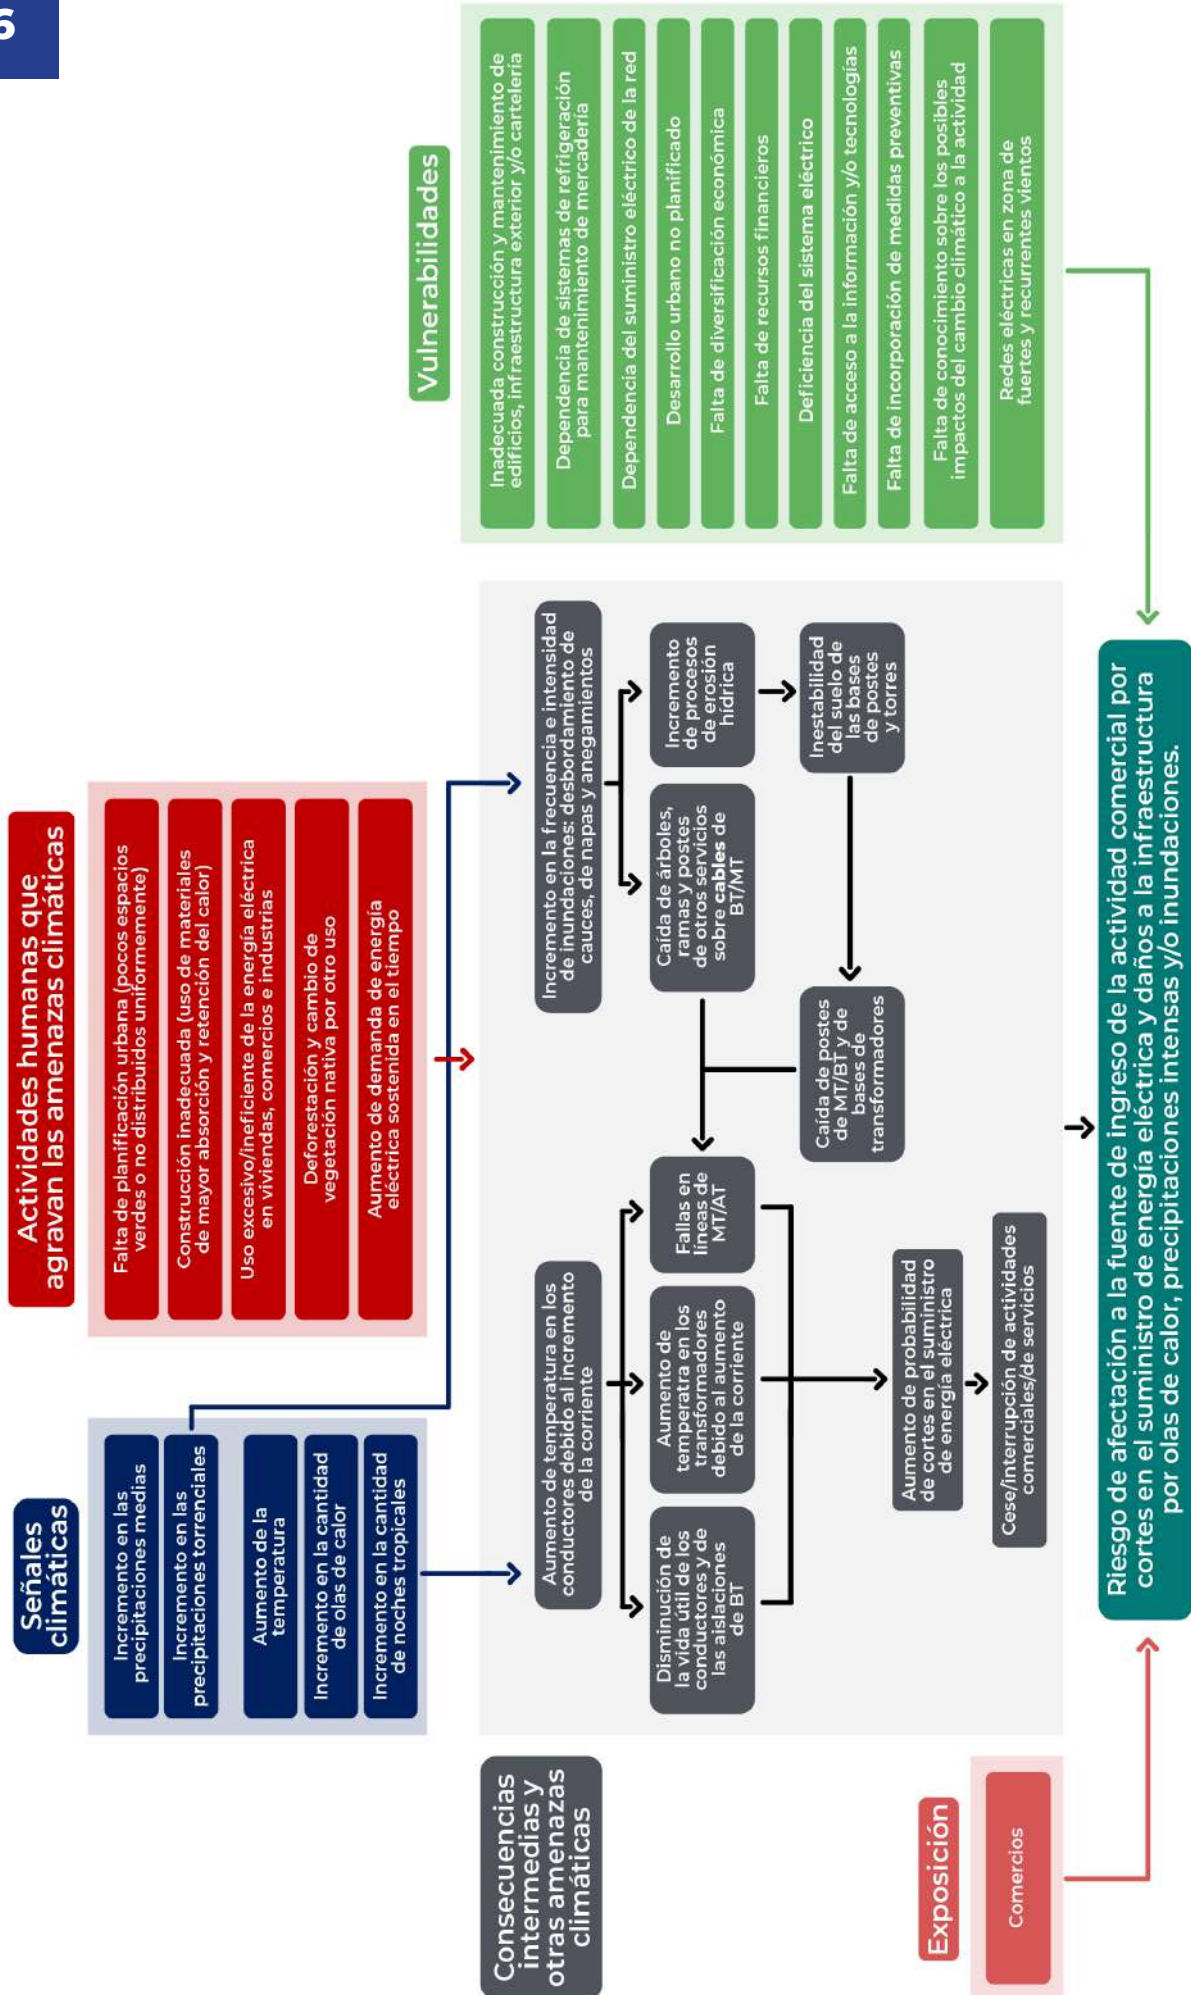 6
Señales
climáticas
Incremento en las
precipitaciones medias
Incremento en las
precipitaciones torrenciales
Aumento de la
temperatura
Incremento en la cantidad
de olas de calor
Incremento en la cantidad
de noches tropicales
Actividades humanas que
agravan las amenazas climáticas
Falta de planificación urbana (pocos espacios
verdes o no distribuidos uniformemente)
Construcción inadecuada (uso de materiales
de mayor absorción y retención del calor)
Uso excesivo/ineficiente de la energía eléctrica
en viviendas, comercios e industrias
Deforestación y cambio de
vegetación nativa por otro uso
Aumento de demanda de energía
eléctrica sostenida en el tiempo
Consecuencias
intermedias y
otras amenazas
climáticas
Aumento de temperatura en los
conductores debido al incremento
de la corriente
Disminución de
la vida útil de los
conductores y de
las aislaciones
de BT
Aumento de
temperatra en los
transformadores
debido al aumento
de la corriente
Fallas en
líneas de
MT/AT
Aumento de probabilidad
de cortes en el suministro
de energía eléctrica
Cese/interrupción de actividades
comerciales/de servicios
Incremento en la frecuencia e intensidad
de inundaciones: desbordamiento de
cauces, de napas y anegamientos
Caída de árboles,
ramas y postes
de otros servicios
sobre cables de
BT/MT
Incremento
de procesos
de erosión
hídrica
Inestabilidad
del suelo de
las bases
de postes
y torres
Caída de postes
de MT/BT y de
bases de
transformadores
Vulnerabilidades
Inadecuada construcción y mantenimiento de
edificios, infraestructura exterior y/o cartelería
Dependencia de sistemas de refrigeración
para mantenimiento de mercadería
Dependencia del suministro eléctrico de la red
Desarrollo urbano no planificado
Falta de diversificación económica
Falta de recursos financieros
Deficiencia del sistema eléctrico
Falta de acceso a la información y/o tecnologías
Falta de incorporación de medidas preventivas
Falta de conocimiento sobre los posibles
impactos del cambio climático a la actividad
Redes eléctricas en zona de
fuertes y recurrentes vientos
Exposición
Comercios
Riesgo de afectación a la fuente de ingreso de la actividad comercial por
cortes en el suministro de energía eléctrica y daños a la infraestructura
por olas de calor, precipitaciones intensas y/o inundaciones.